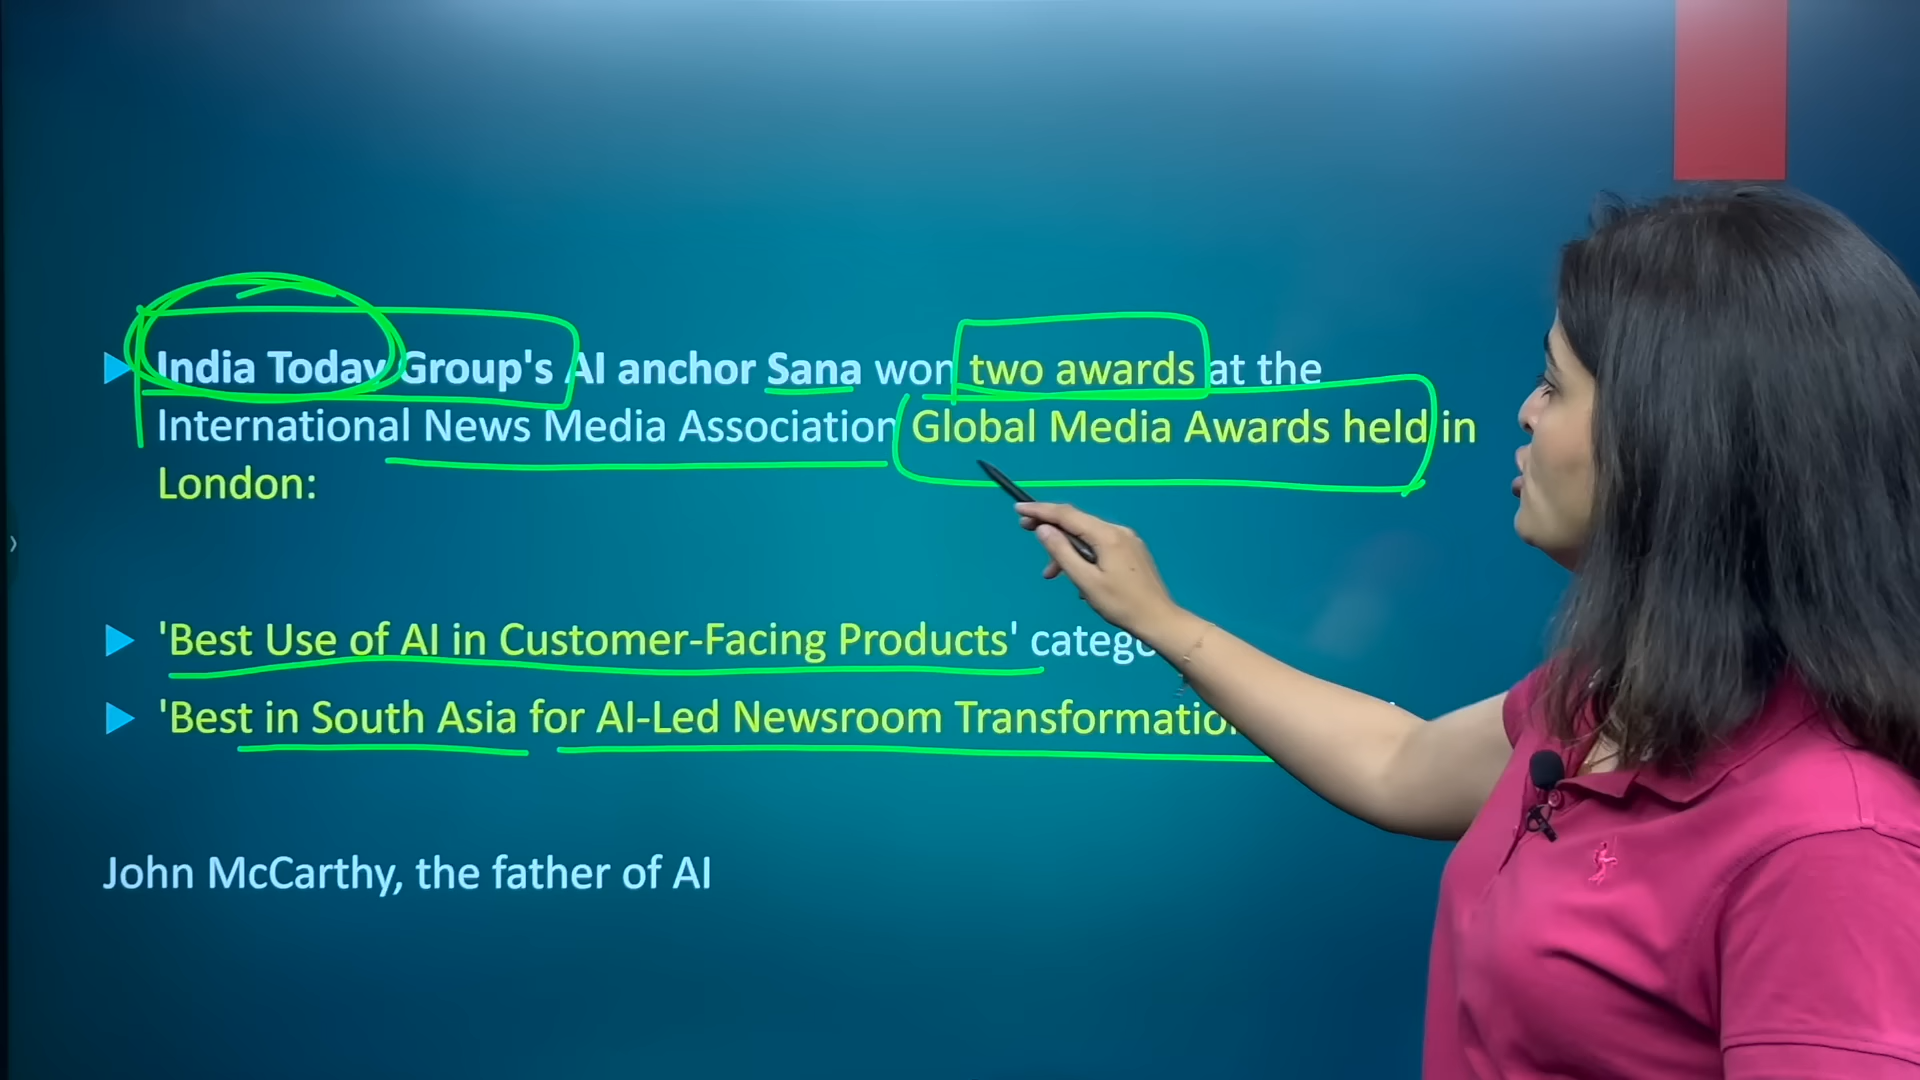 India Today Group's AI anchor Sana won two awards at the
International News Media Association Global Media Awards held in
London:
'Best Use of AI in Customer-Facing Products'
'Best in South Asia for AI-Led Newsroom
John McCarthy, the father of AI